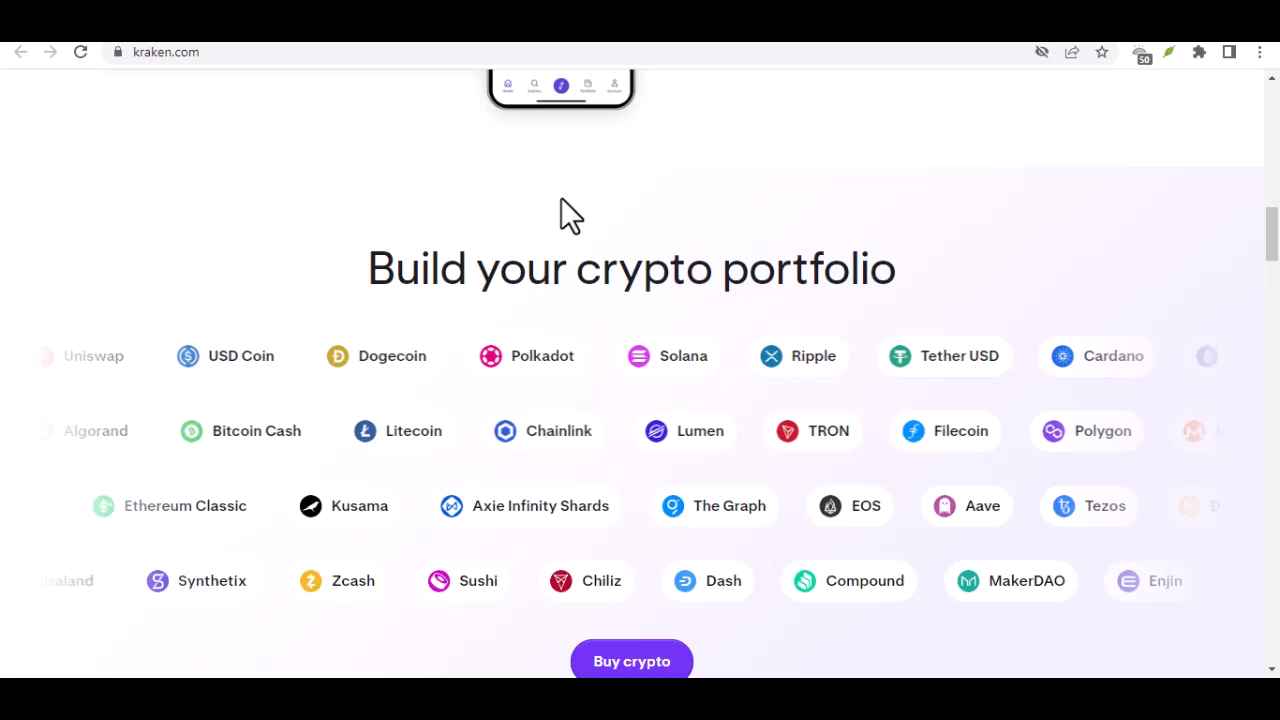 kraken.com
50
Build your crypto portfolio
Uniswap USD Coin Dogecoin Polkadot Solana Ripple Tether USD Cardano
Algorand Bitcoin Cash Litecoin Chainlink Lumen TRON Filecoin Polygon
Ethereum Classic Kusama Axie Infinity Shards The Graph EOS Aave Tezos D
raland Synthetix Zcash Sushi Chiliz Dash Compound MakerDAO Enjin
Buy crypto